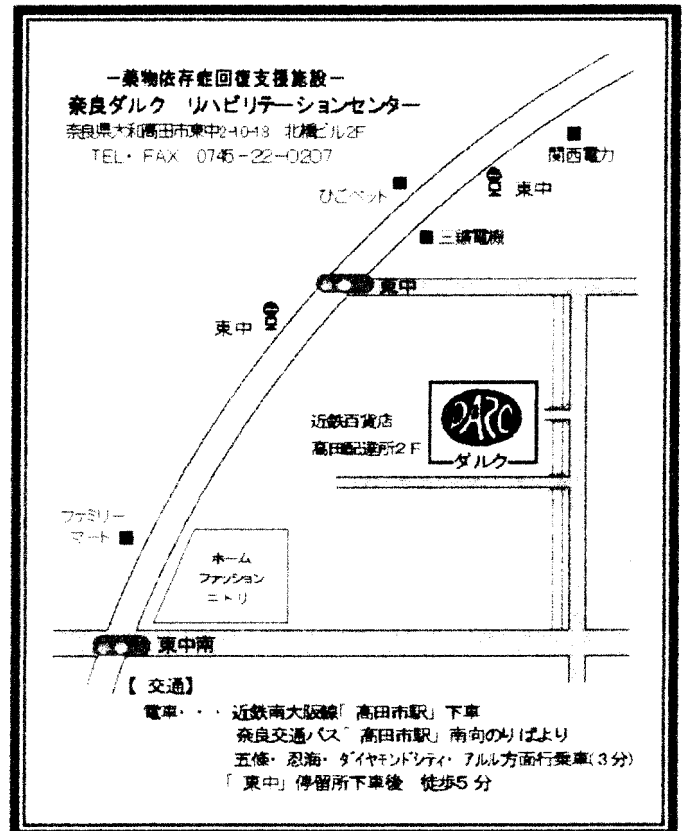 －薬物依存症回復支援施設－
奈良ダルク　リハビリテーションセンター
奈良県大和高田市東中2-10-18　北橋ビル2F
TEL・FAX　0745－22－0207
関西電力
東中
ひごペット
三鑛電機
東中
東中
DARC
近鉄百貨店
高田配達所2F
ダルク
ファミリー
マート
ホーム
ファッション
ニトリ
東中南
【 交通】
電車・・・ 近鉄南大阪線「 高田市駅」下車
奈良交通バス「 高田市駅」南向のりばより
五條・ 忍海・ ダイヤモンドシティ・ アルル方面行乗車(3分)
「 東中」停留所下車後　徒歩5 分